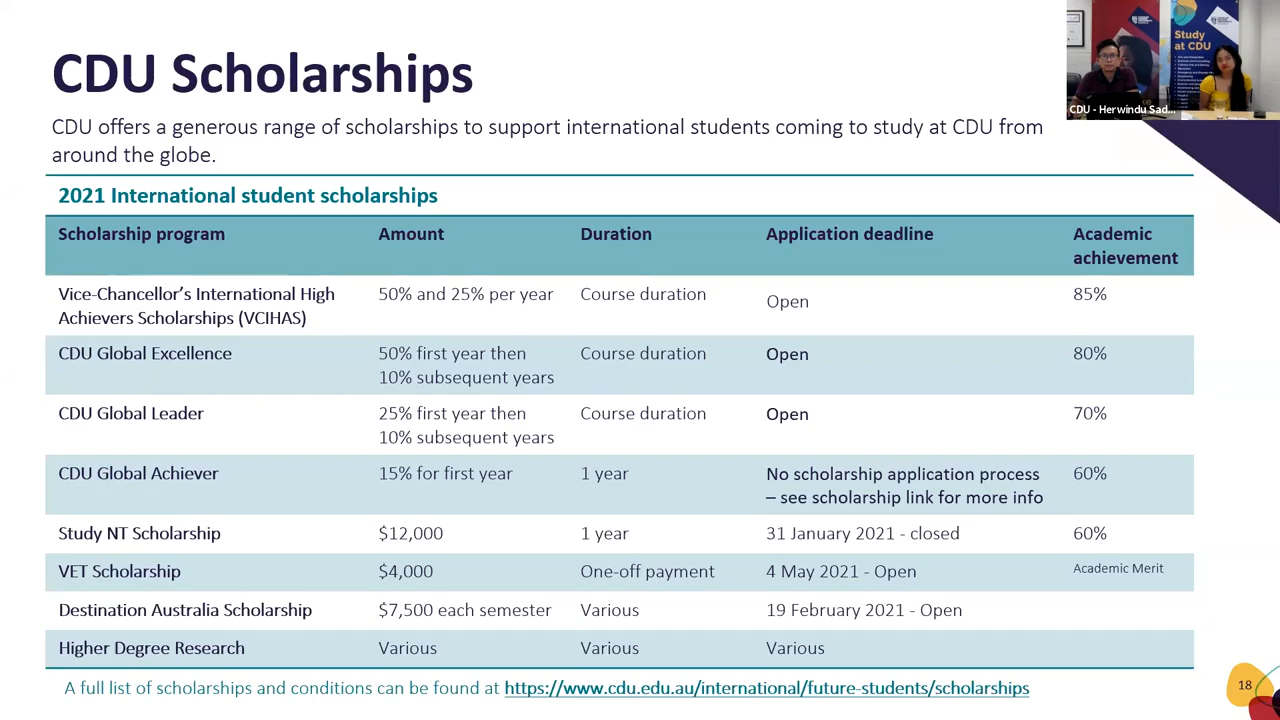 CDU Scholarships
CDU offers a generous range of scholarships to support international students coming to study at CDU from
around the globe.
Study
at CDU
CDU - Herwindu Sad...
2021 International student scholarships
Scholarship program Amount Duration Application deadline Academic
achievement
Vice-Chancellor’s International High
Achievers Scholarships (VCIHAS) 50% and 25% per year Course duration Open 85%
CDU Global Excellence 50% first year then
10% subsequent years Course duration Open 80%
CDU Global Leader 25% first year then
10% subsequent years Course duration Open 70%
CDU Global Achiever 15% for first year 1 year No scholarship application process
– see scholarship link for more info 60%
Study NT Scholarship $12,000 1 year 31 January 2021 - closed 60%
VET Scholarship $4,000 One-off payment 4 May 2021 - Open Academic Merit
Destination Australia Scholarship $7,500 each semester Various 19 February 2021 - Open
Higher Degree Research Various Various Various
A full list of scholarships and conditions can be found at https://www.cdu.edu.au/international/future-students/scholarships
18